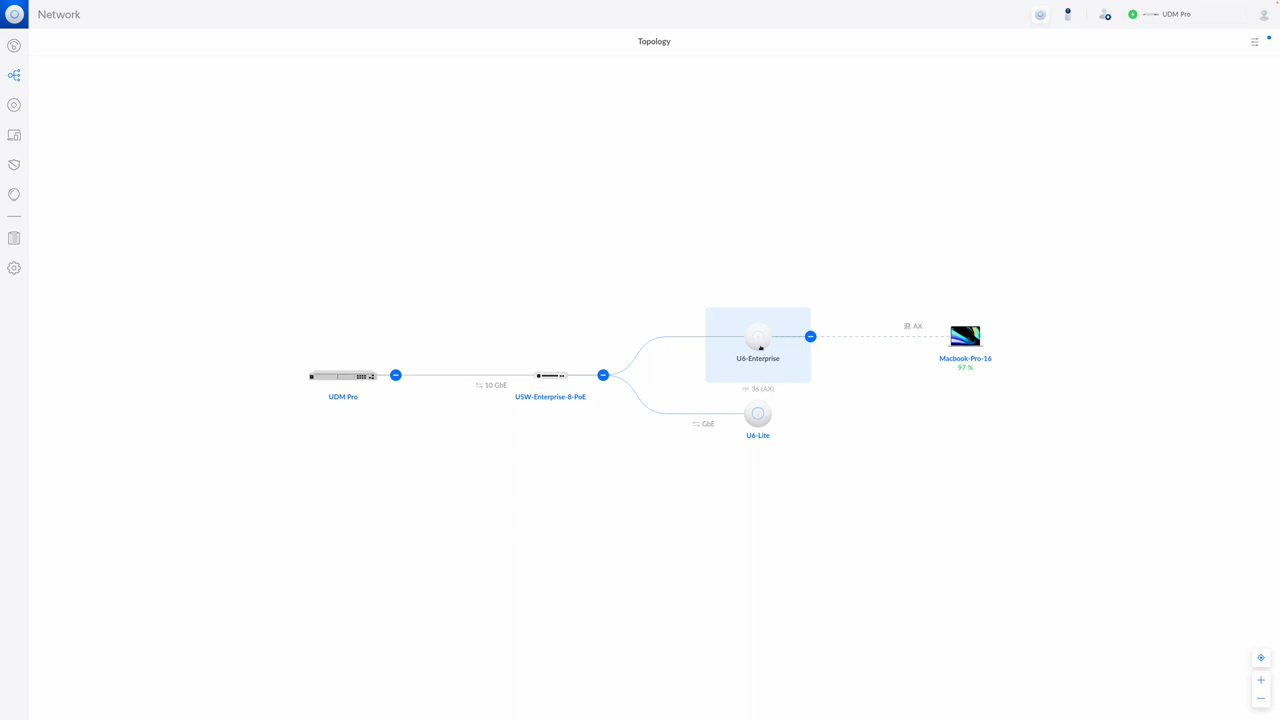 Network
UDM Pro
Topology
AX
U6-Enterprise
Macbook-Pro-16
97 %
10 GbE
36 (AX)
UDM Pro
USW-Enterprise-8-PoE
GbE
U6-Lite